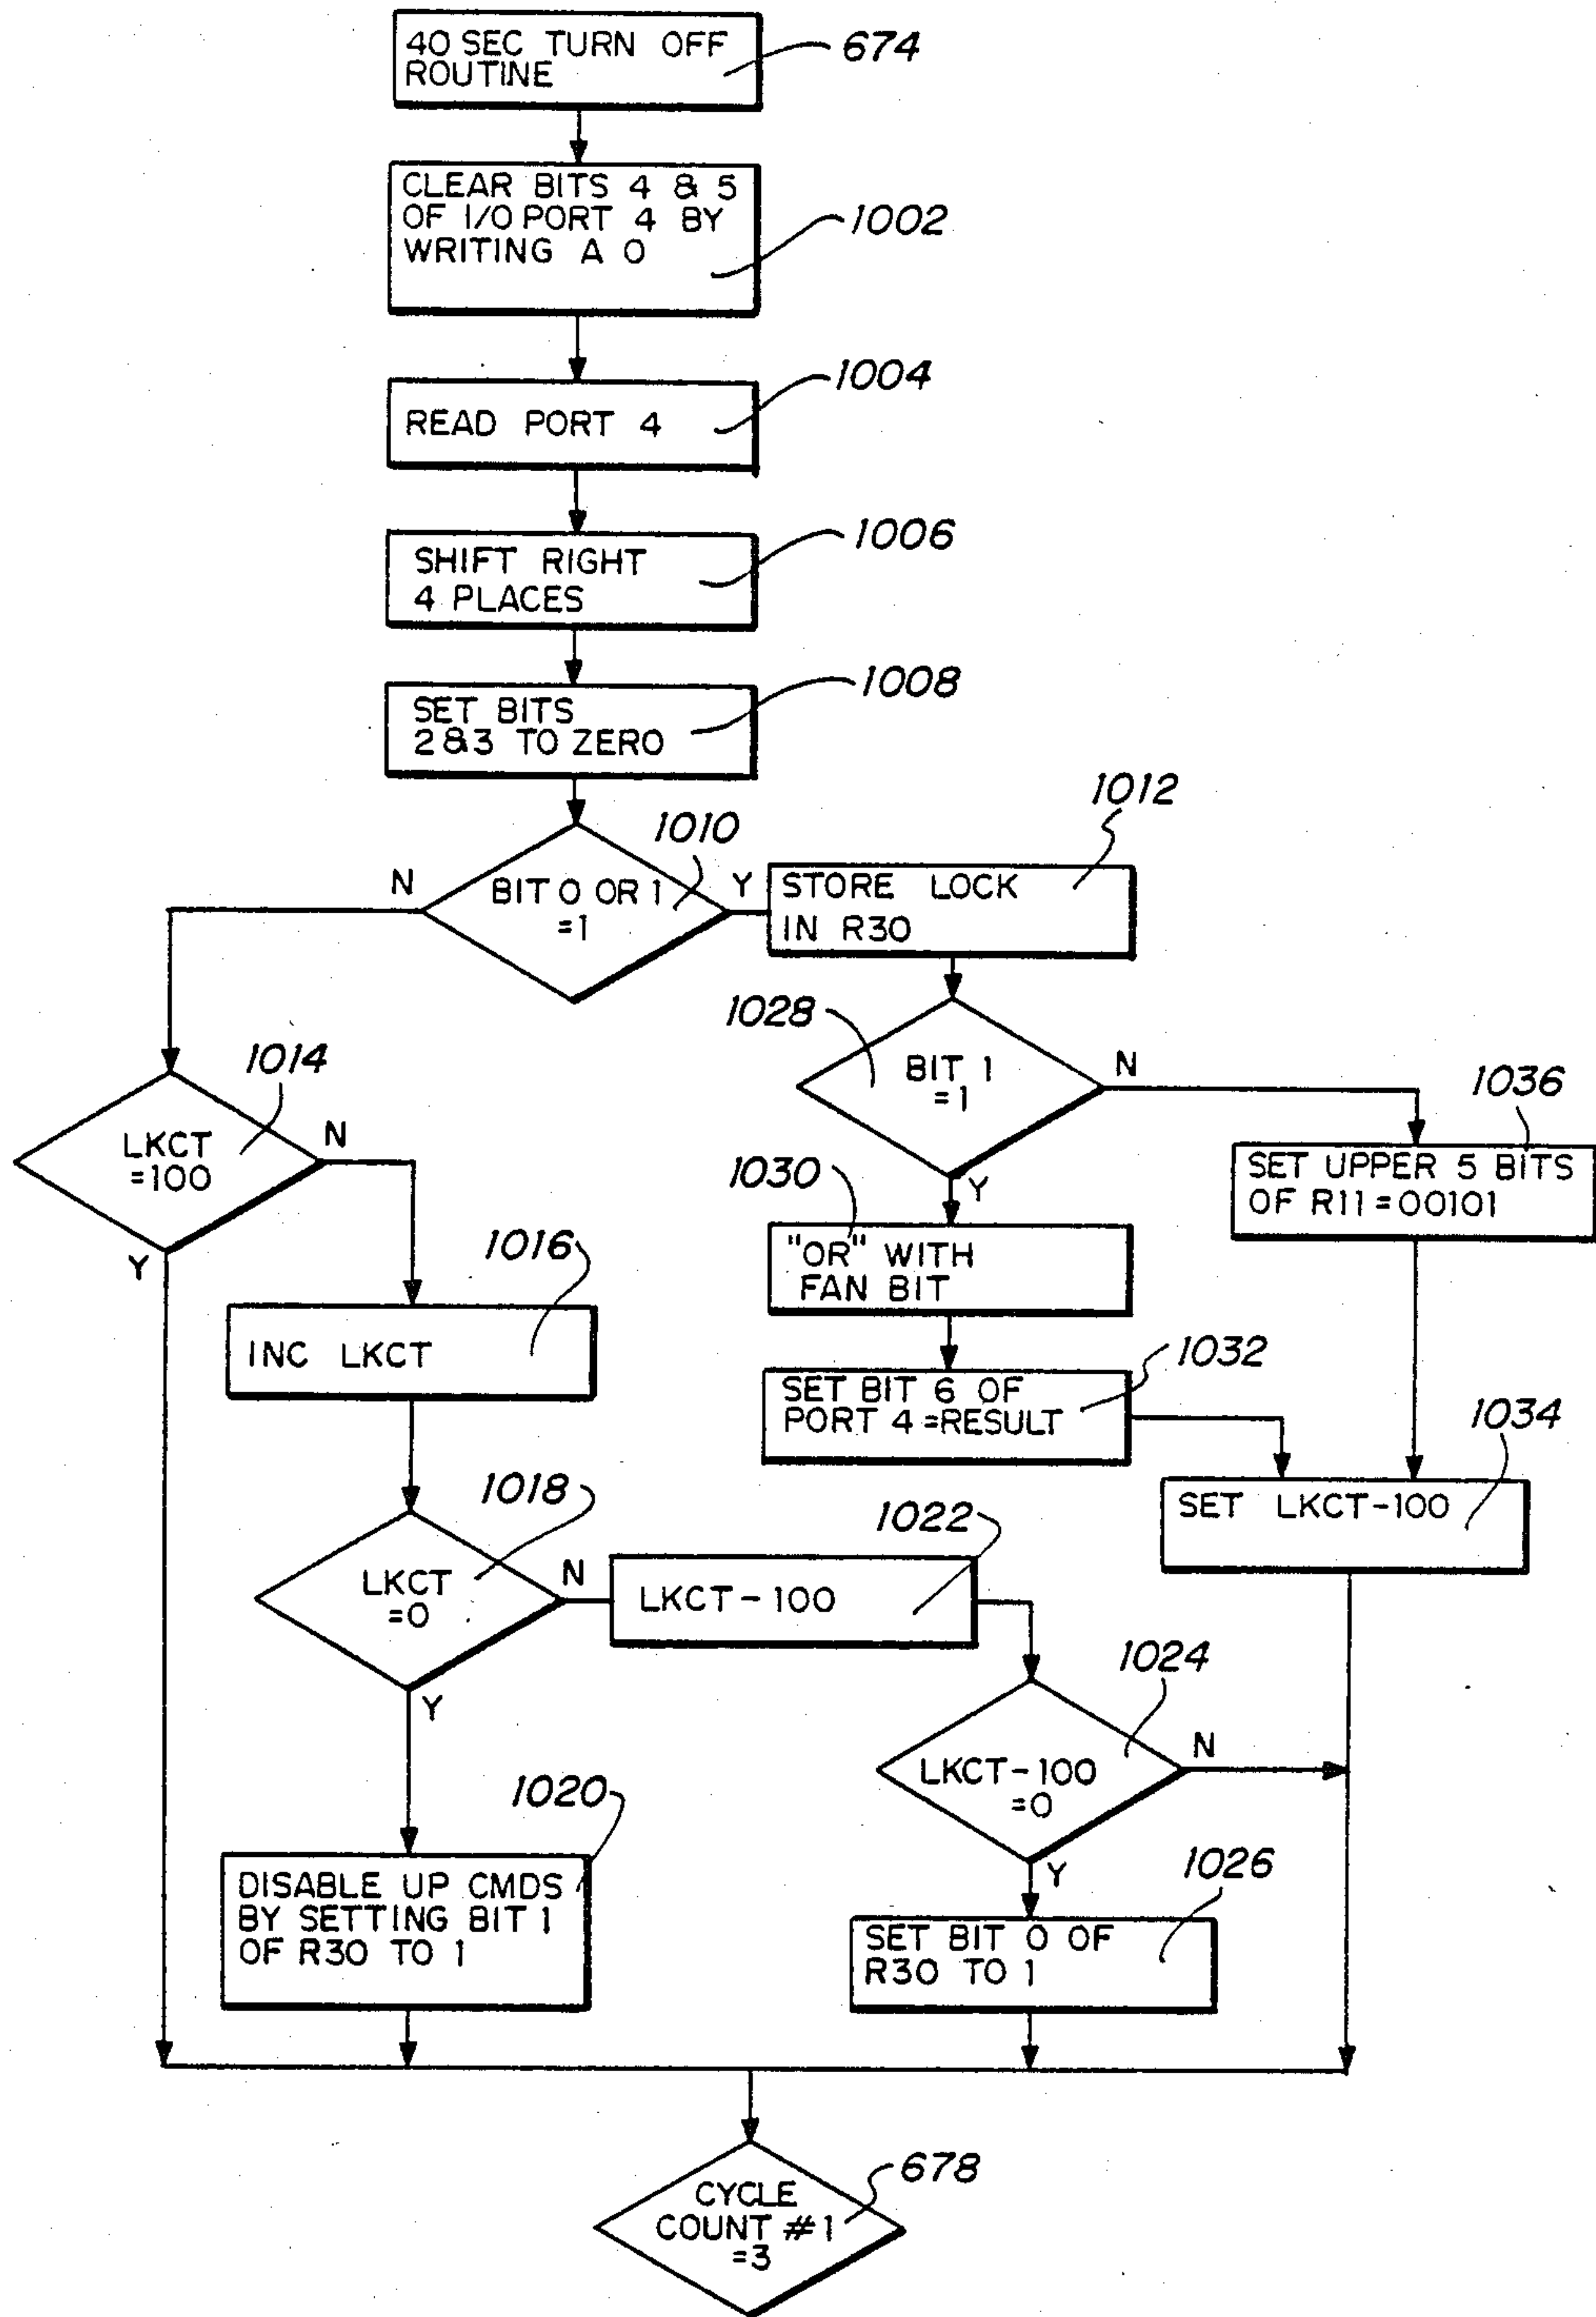 40 SEC TURN OFF
ROUTINE
674
CLEAR BITS 4 & 5
OF I/O PORT 4 BY
WRITING A 0
1002
1004
READ PORT 4
1006
SHIFT RIGHT
4 PLACES
1008
SET BITS
2&3 TO ZERO
1010
1012
N
BIT 0 OR 1
=1
Y
STORE LOCK
IN R30
1028
BIT 1
=1
N
Y
1014
LKCT
=100
N
Y
1036
SET UPPER 5 BITS
OF R11=00101
1030
"OR" WITH
FAN BIT
1016
INC LKCT
1032
SET BIT 6 OF
PORT 4=RESULT
1034
SET LKCT-100
1018
LKCT
=0
N
Y
1022
LKCT-100
1024
LKCT-100
=0
N
Y
1020
DISABLE UP CMDS
BY SETTING BIT 1
OF R30 TO 1
1026
SET BIT 0 OF
R30 TO 1
678
CYCLE
COUNT #1
=3